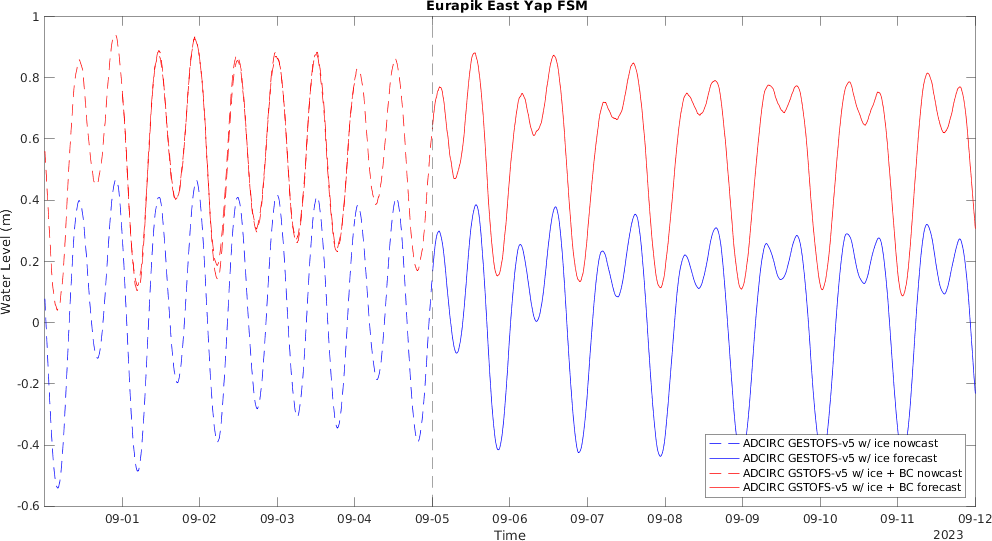 Eurapik East Yap FSM
1
0.8
0.6
0.4
0.2
0
-0.2
-0.4
-0.6
Water Level (m)
ADCIRC GESTOFS-v5 w/ ice nowcast
ADCIRC GESTOFS-v5 w/ ice forecast
ADCIRC GSTOFS-v5 w/ ice + BC nowcast
ADCIRC GSTOFS-v5 w/ ice + BC forecast
09-01 09-02 09-03 09-04 09-05 09-06 09-07 09-08 09-09 09-10 09-11 09-12
Time
2023